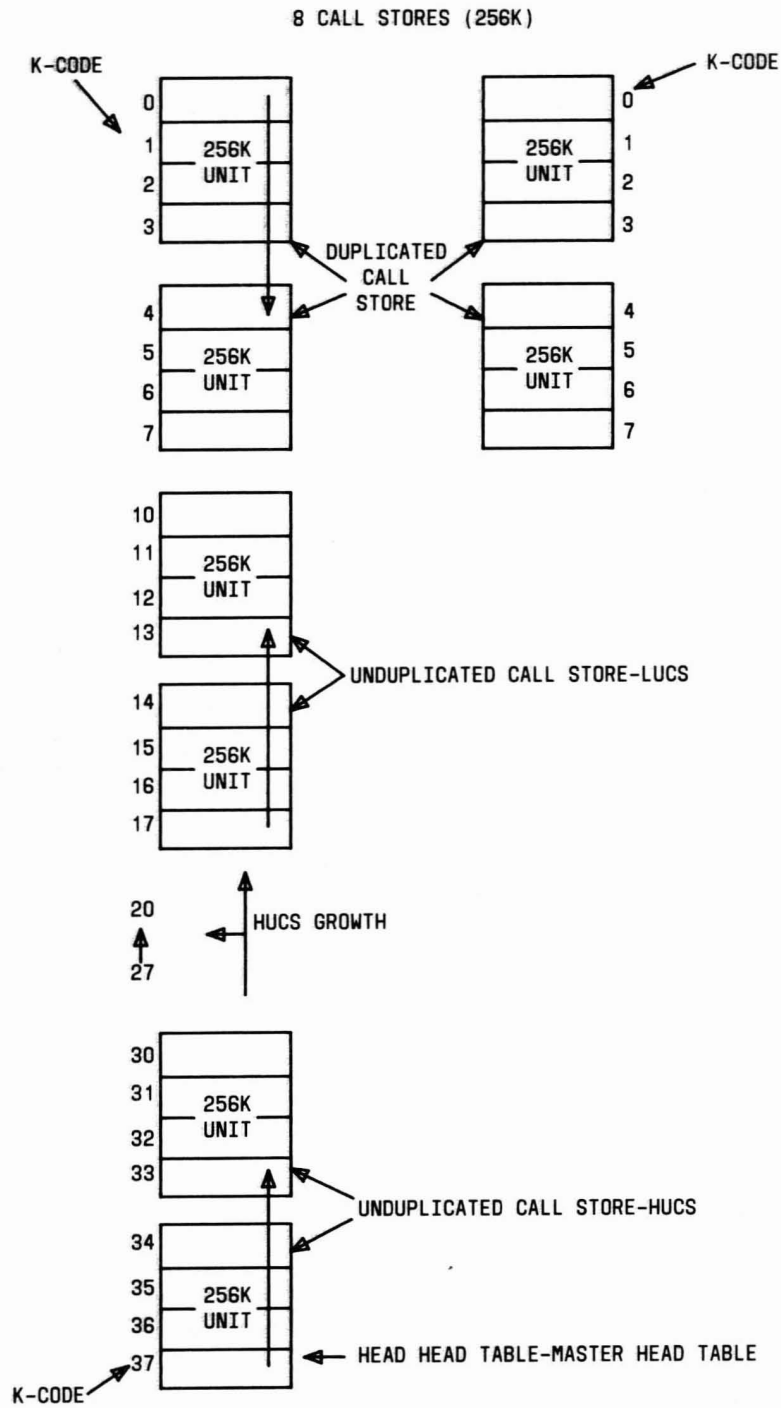 8 CALL STORES (256K)
K-CODE
K-CODE
0
1
2
3
256K
UNIT
256K
UNIT
0
1
2
3
DUPLICATED
CALL
STORE
4
5
6
7
256K
UNIT
256K
UNIT
4
5
6
7
10
11
12
13
256K
UNIT
UNDUPLICATED CALL STORE-LUCS
14
15
16
17
256K
UNIT
20
27
HUCS GROWTH
30
31
32
33
256K
UNIT
UNDUPLICATED CALL STORE-HUCS
34
35
36
37
256K
UNIT
HEAD HEAD TABLE-MASTER HEAD TABLE
K-CODE